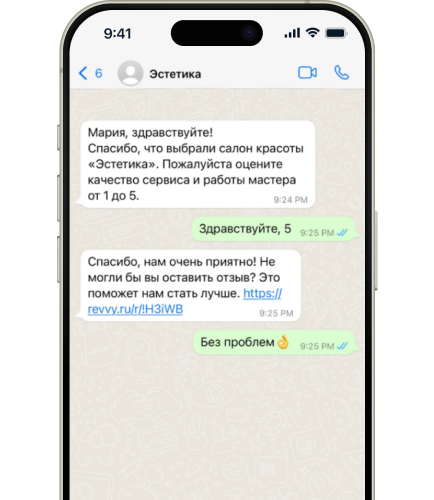 9:41
6
Эстетика
Мария, здравствуйте!
Спасибо, что выбрали салон красоты
«Эстетика». Пожалуйста оцените
качество сервиса и работы мастера
от 1 до 5.
9:24 PM
Здравствуйте, 5
9:25 PM
Спасибо, нам очень приятно! Не
могли бы вы оставить отзыв? Это
поможет нам стать лучше. https://
revvy.ru/r/!H3iWB
9:25 PM
Без проблем👌
9:25 PM